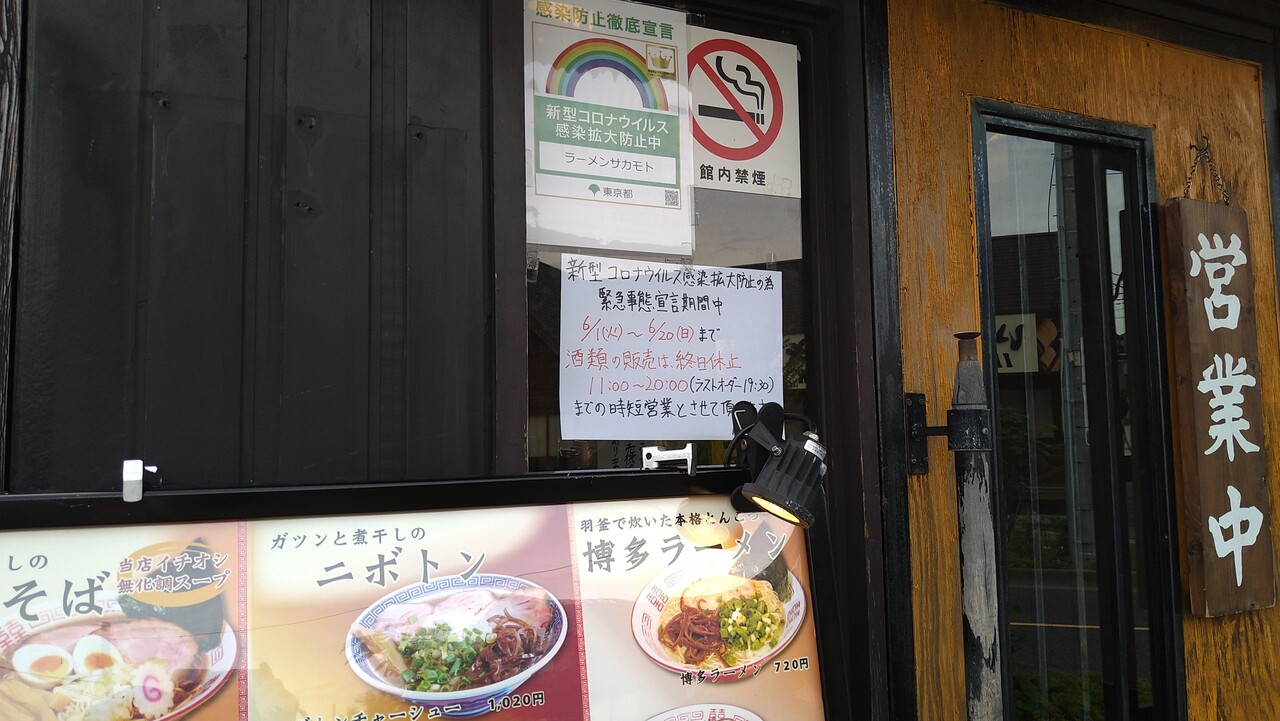 感染防止徹底宣言
新型コロナウイルス
感染拡大防止中
ラーメンサカモト
東京都
館内禁煙
新型コロナウイルス感染拡大防止の為
緊急事態宣言期間中
6/1(火)～6/20(日)まで
酒類の販売は、終日休止
11:00～20:00(ラストオーダー19:30)
までの時短営業とさせて頂
営業中
しの
そば
当店イチオシ
無化調スープ
ガツンと煮干しの
ニボトン
チャーシュー 1,020円
羽釜で炊いた本格とんこつ
博多ラーメン
博多ラーメン 720円